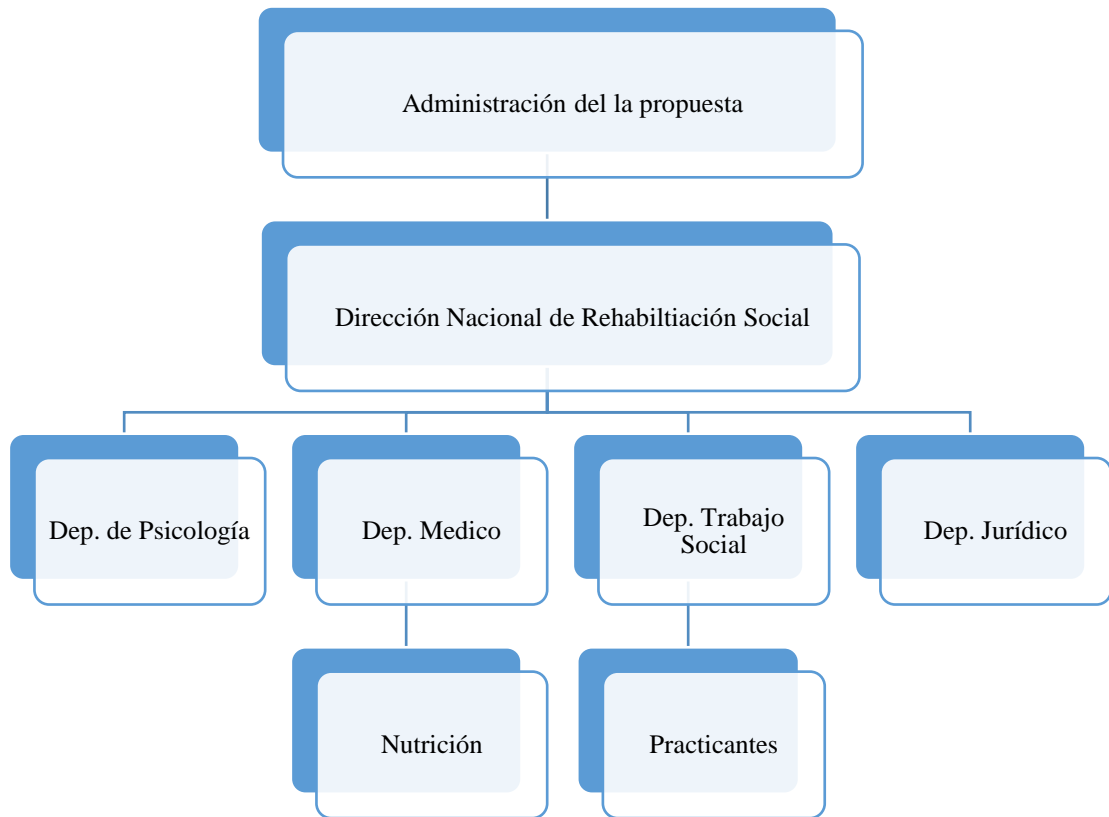 Administración del la propuesta
Dirección Nacional de Rehabiltiación Social
Dep. de Psicología
Dep. Medico
Dep. Trabajo
Social
Dep. Jurídico
Nutrición
Practicantes